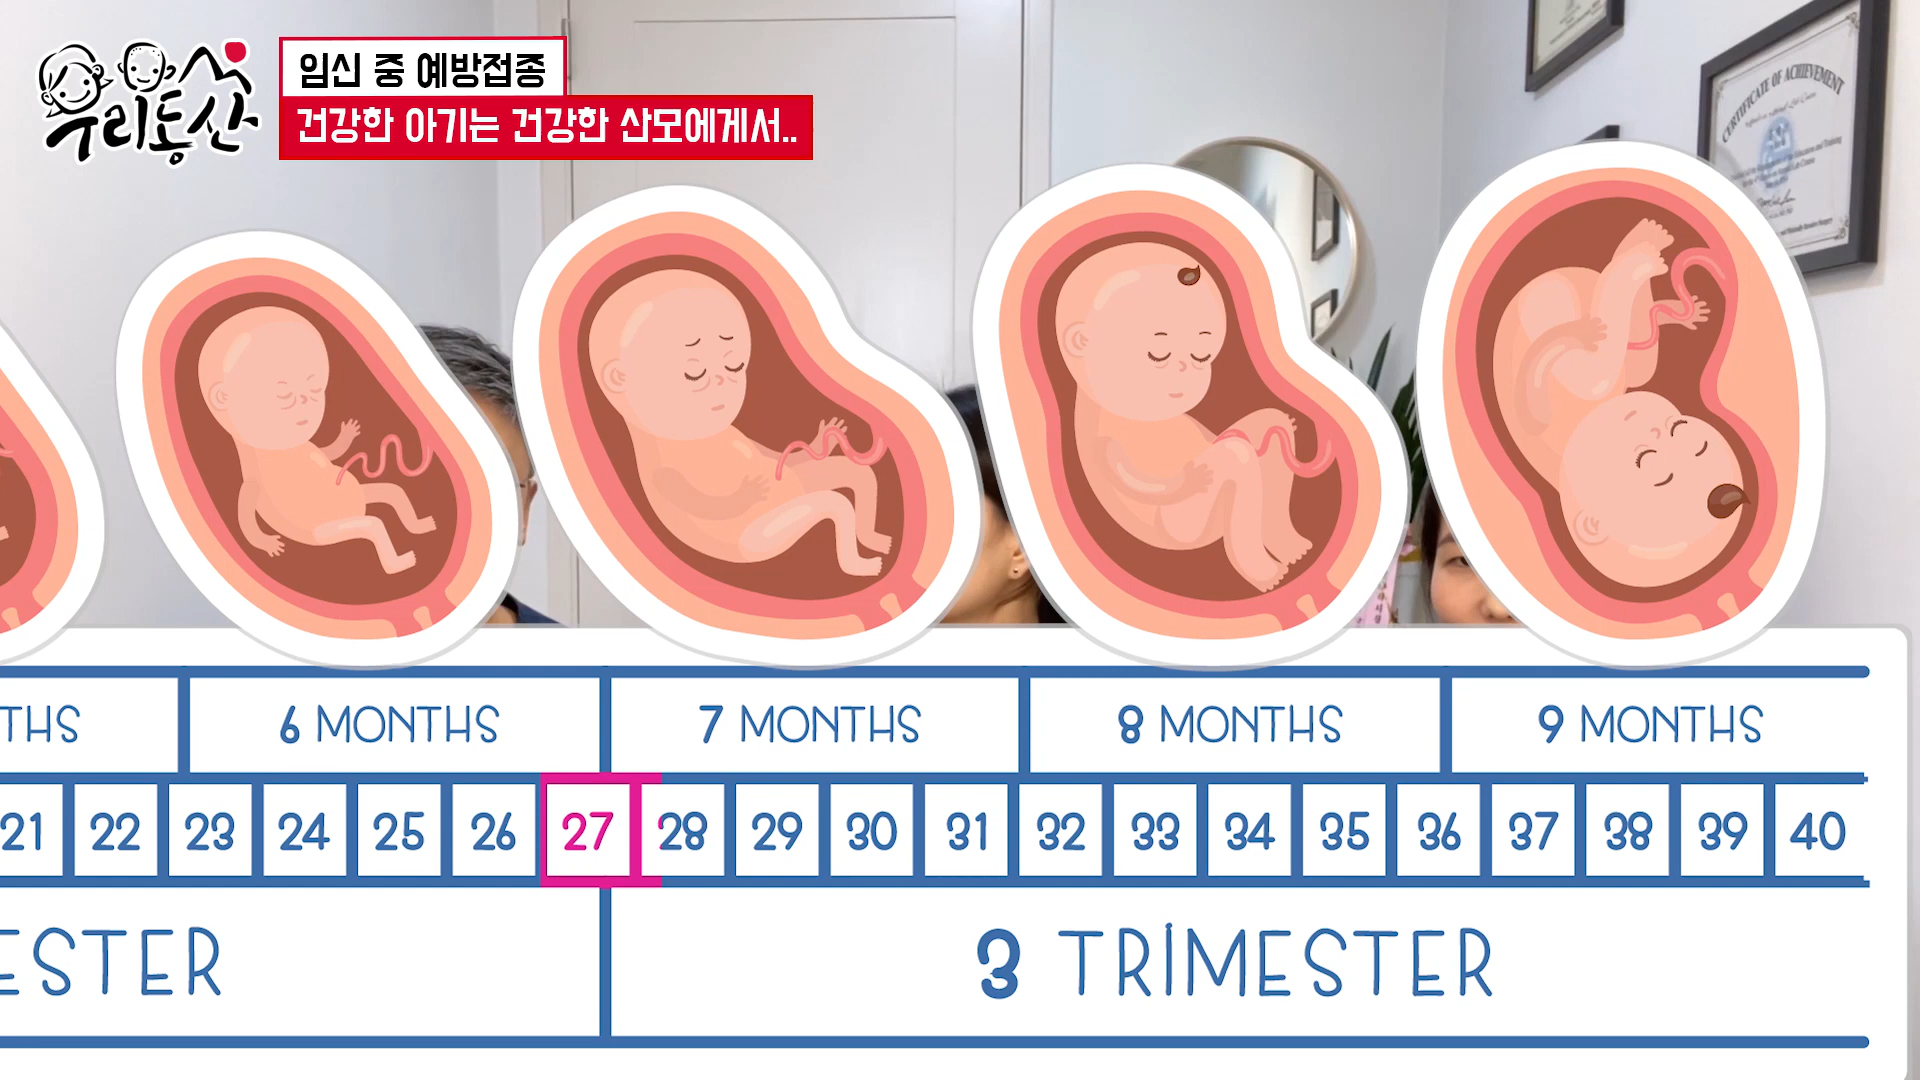 우리동산
임신 중 예방접종
건강한 아기는 건강한 산모에게서..
CERTIFICATE OF ACHIEVEMENT
THS 6 MONTHS 7 MONTHS 8 MONTHS 9 MONTHS
21 22 23 24 25 26 27 28 29 30 31 32 33 34 35 36 37 38 39 40
ESTER 3 TRIMESTER